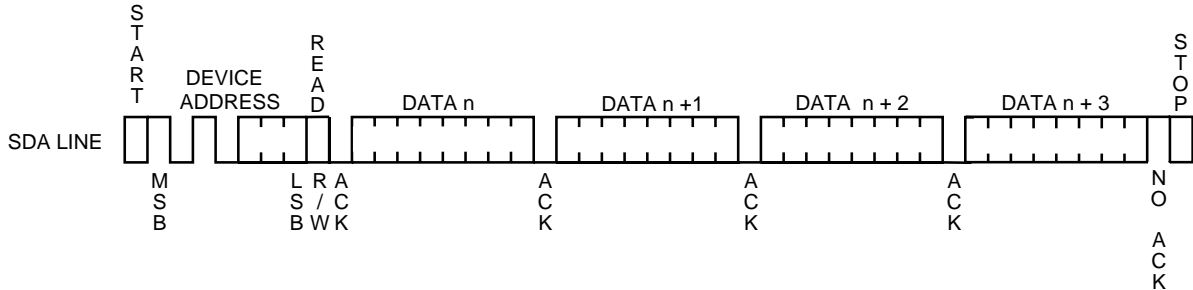 START
DEVICE
ADDRESS
READ
DATA n
DATA n +1
DATA n + 2
DATA n + 3
STOP
SDA LINE
MSB
LSB
R/W
ACK
ACK
ACK
ACK
NO ACK